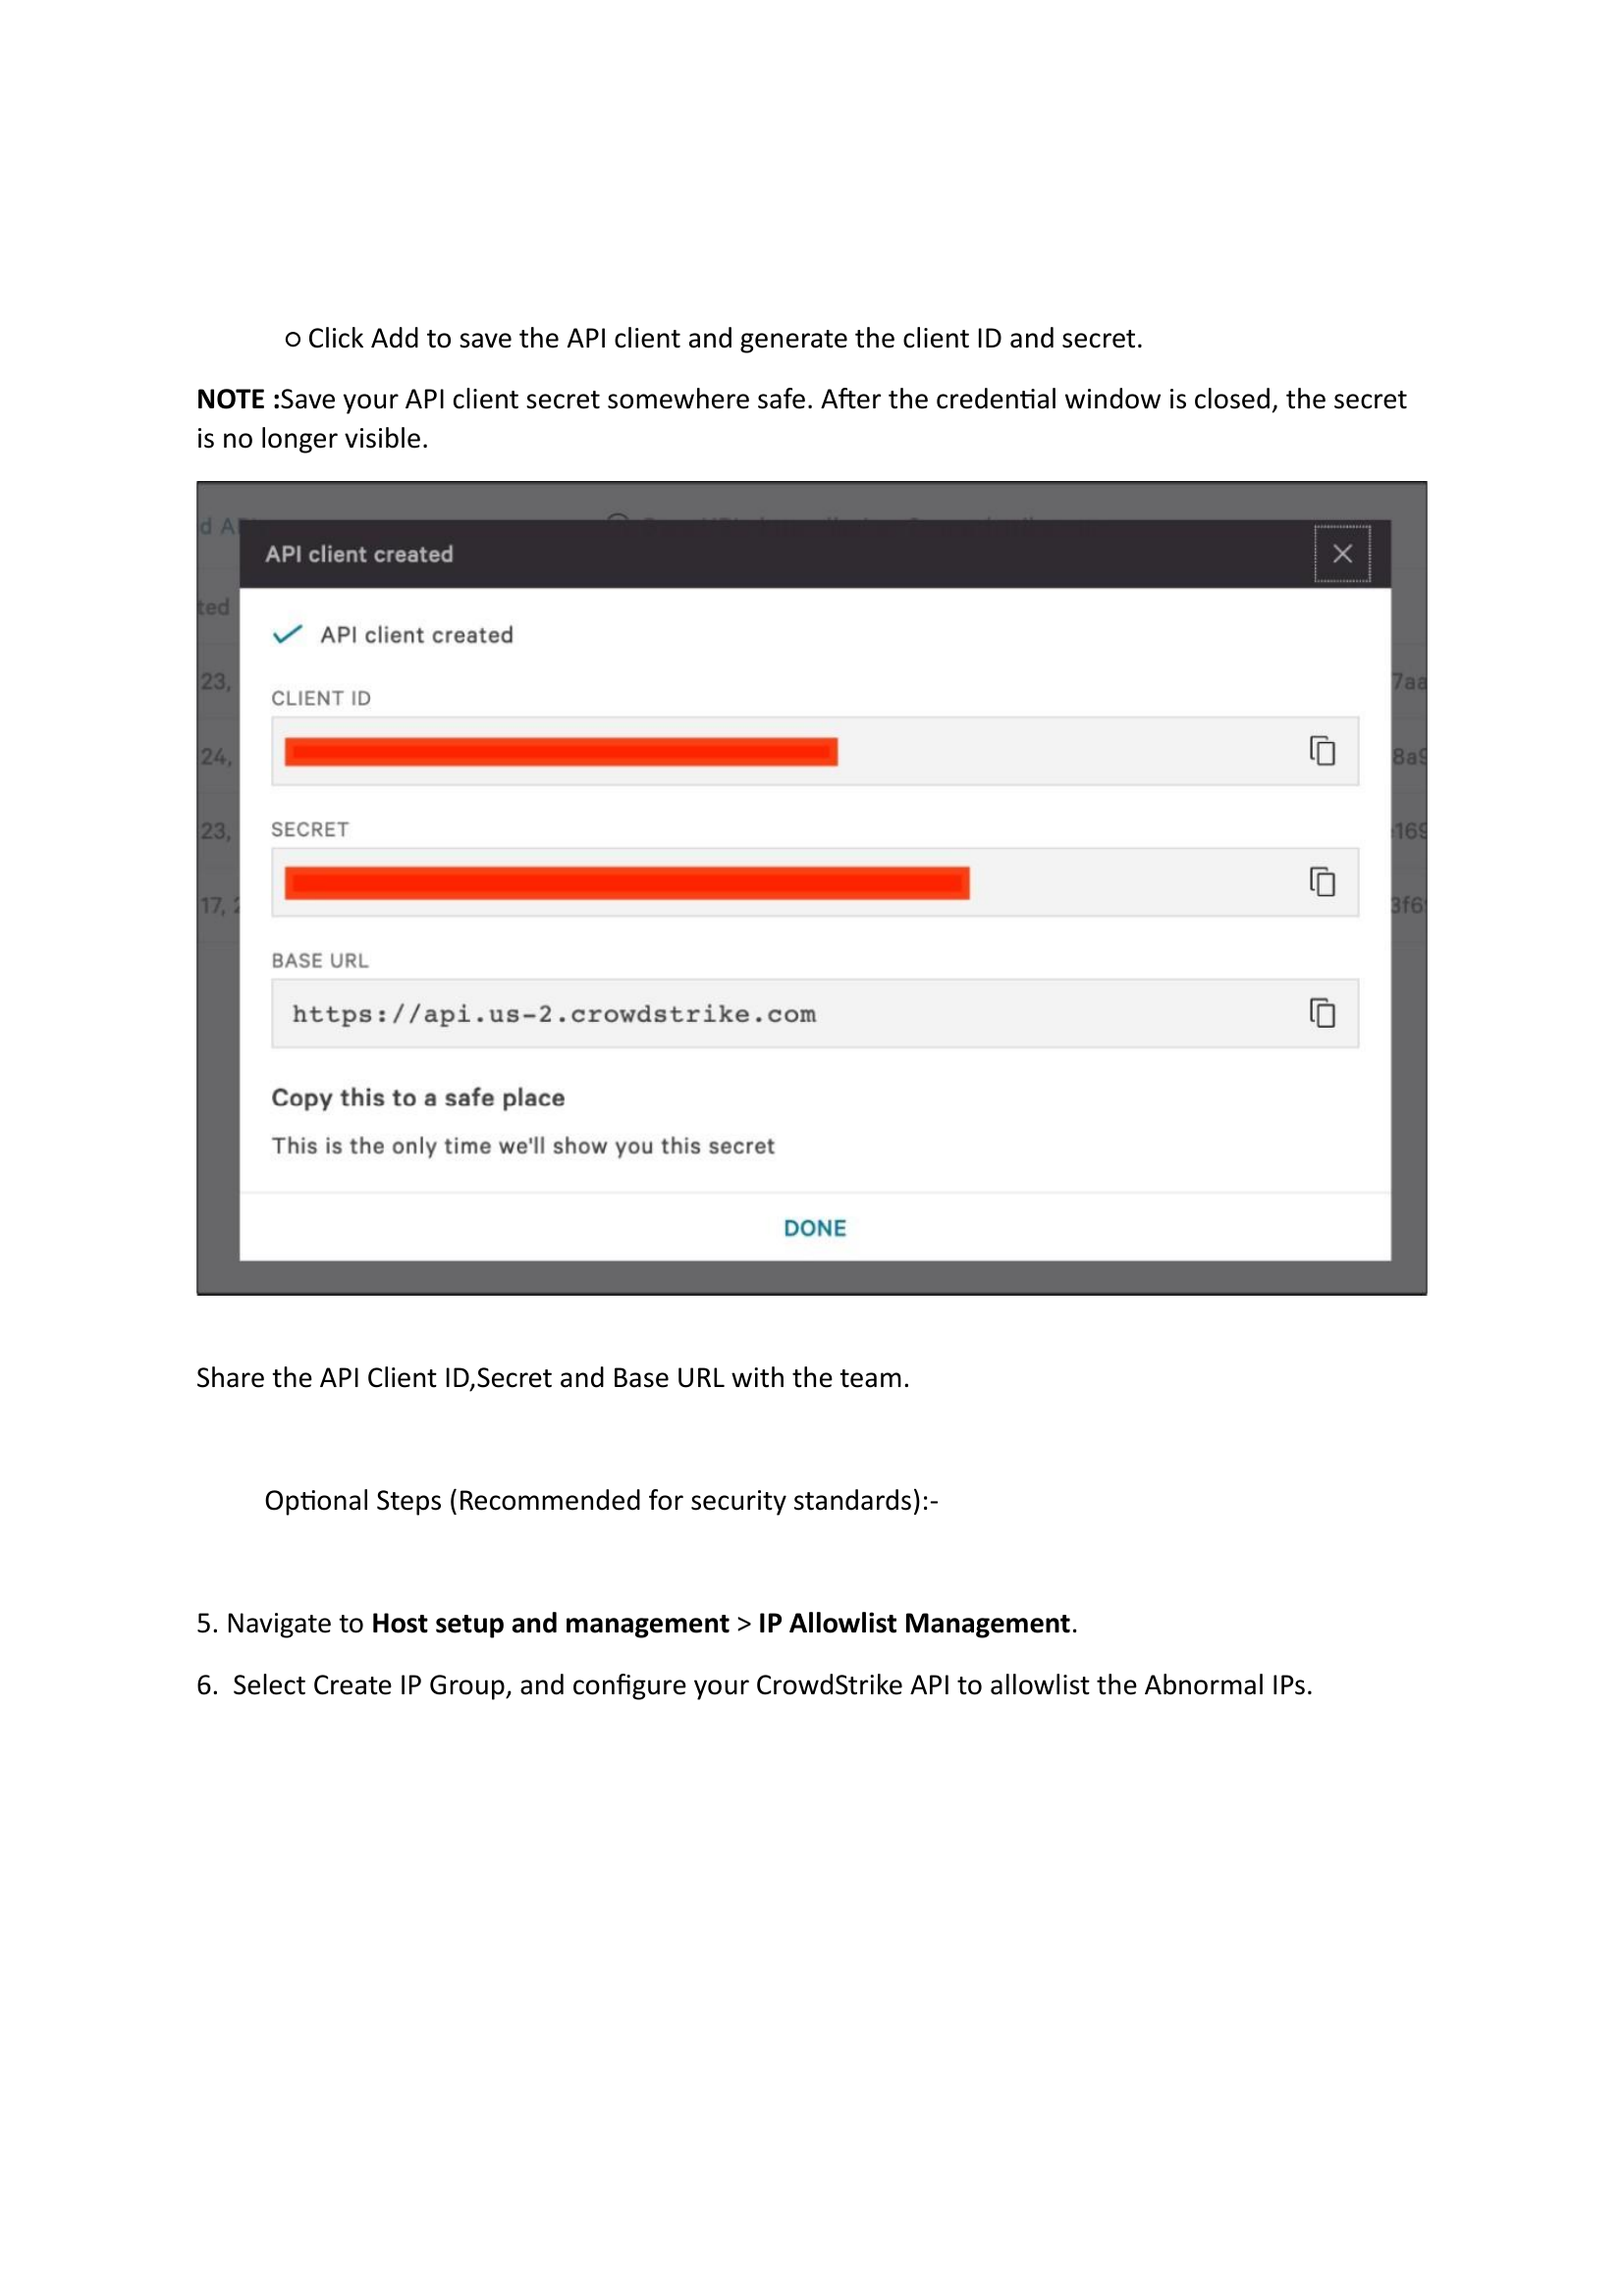 ○ Click Add to save the API client and generate the client ID and secret.
NOTE :Save your API client secret somewhere safe. After the credential window is closed, the secret
is no longer visible.
d AP
API client created
ted
API client created
23,
7aa
CLIENT ID
24,
8a9
23,
SECRET
169
17, 2
3f6
BASE URL
https://api.us-2.crowdstrike.com
Copy this to a safe place
This is the only time we'll show you this secret
DONE
Share the API Client ID,Secret and Base URL with the team.
Optional Steps (Recommended for security standards):-
5. Navigate to Host setup and management > IP Allowlist Management.
6. Select Create IP Group, and configure your CrowdStrike API to allowlist the Abnormal IPs.